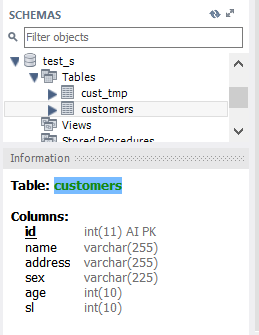 SCHEMAS
Filter objects
test_s
Tables
cust_tmp
customers
Views
Stored Procedures
Information
Table: customers
Columns:
id int(11) AI PK
name varchar(255)
address varchar(255)
sex varchar(225)
age int(10)
sl int(10)